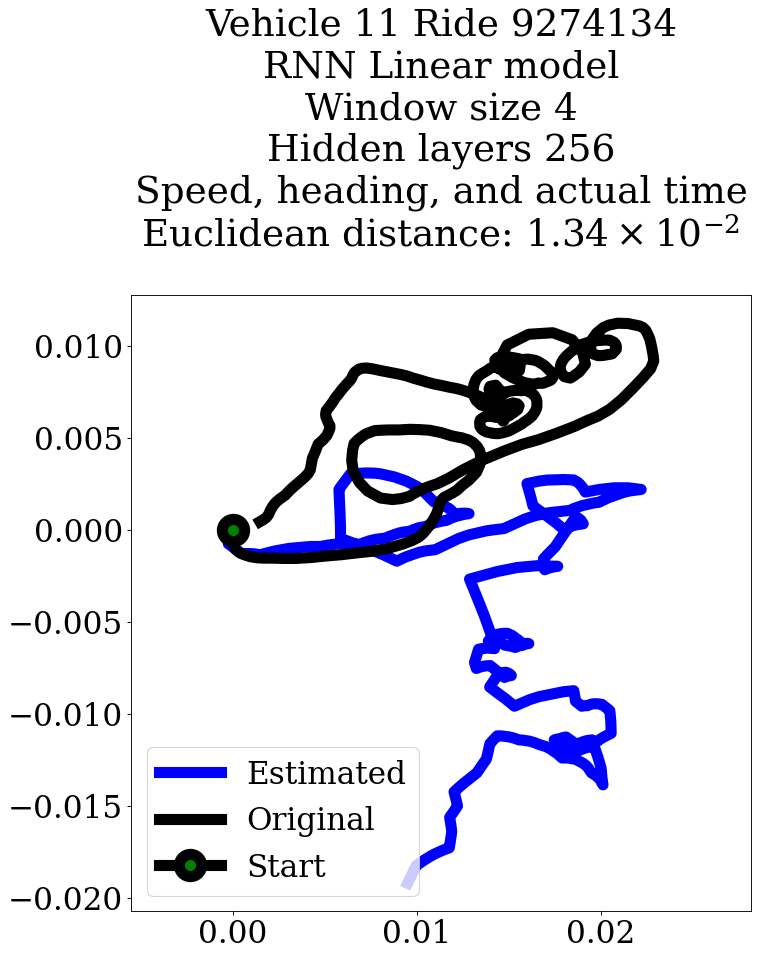 Vehicle 11 Ride 9274134
RNN Linear model
Window size 4
Hidden layers 256
Speed, heading, and actual time
Euclidean distance: 1.34 × 10⁻²
0.010
0.005
0.000
−0.005
−0.010
−0.015
−0.020
Estimated
Original
Start
0.00 0.01 0.02